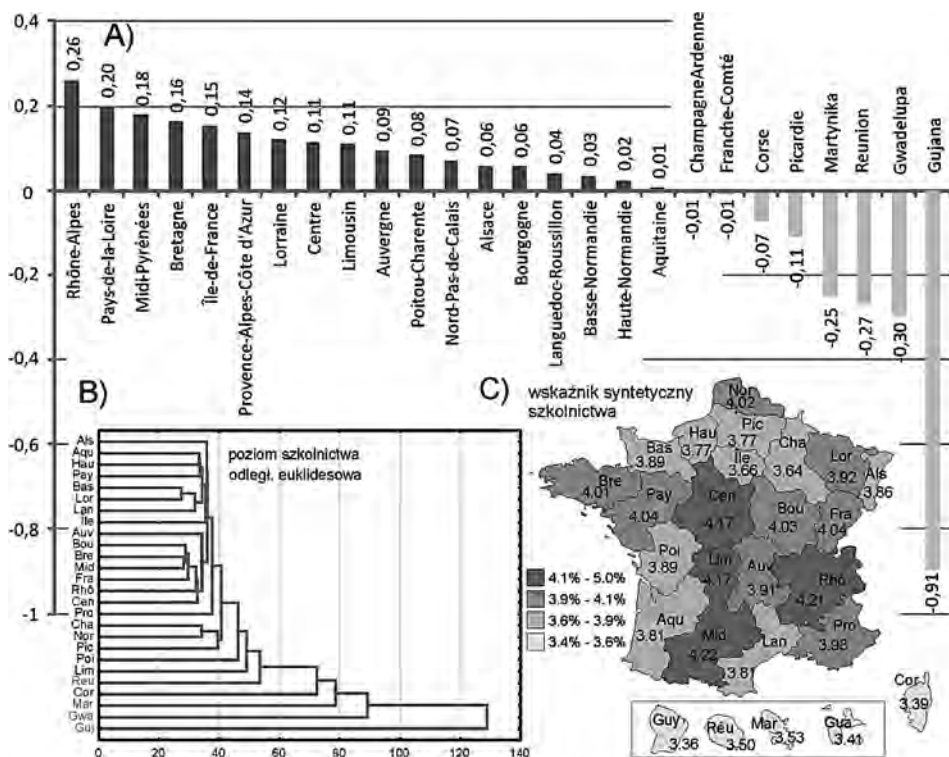 A)
0,4
0,2
0
-0,2
-0,4
-0,6
-0,8
-1
0,26
0,20
0,18
0,16
0,15
0,14
0,12
0,11
0,11
0,09
0,08
0,07
0,06
0,06
0,04
0,03
0,02
0,01
-0,01
-0,01
-0,07
-0,11
-0,25
-0,27
-0,30
-0,91
Rhône-Alpes
Pays-de-la-Loire
Midi-Pyrénées
Bretagne
Île-de-France
Provence-Alpes-Côte d'Azur
Lorraine
Centre
Limousin
Auvergne
Poitou-Charente
Nord-Pas-de-Calais
Alsace
Bourgogne
Languedoc-Roussillon
Basse-Normandie
Haute-Normandie
Aquitaine
ChampagneArdenne
Franche-Comté
Corse
Picardie
Martynika
Reunion
Gwadelupa
Gujana
B)
poziom szkolnictwa
odległ. euklidesowa
Als
Aqu
Hau
Pay
Bas
Lor
Lan
Ile
Auv
Bou
Bre
Mid
Fra
Rhô
Cen
Pro
Cha
Nor
Pic
Poi
Lim
Reu
Cor
Mar
Gwa
Guj
0 20 40 60 80 100 120 140
C)
wskaźnik syntetyczny
szkolnictwa
4.1% - 5.0%
3.9% - 4.1%
3.6% - 3.9%
3.4% - 3.6%
Nor
4.02
Pic
3.77
Hau
3.77
Bas
3.89
Île
3.66
Cha
3.64
Lor
3.92
Als
3.86
Bre
4.01
Pay
4.04
Cen
4.17
Bou
4.03
Fra
4.04
Poi
3.89
Lim
4.17
Auv
3.91
Rhô
4.21
Aqu
3.81
Mid
4.22
Lan
3.81
Pro
3.98
Cor
3.39
Guy
3.36
Réu
3.50
Mar
3.53
Gua
3.41